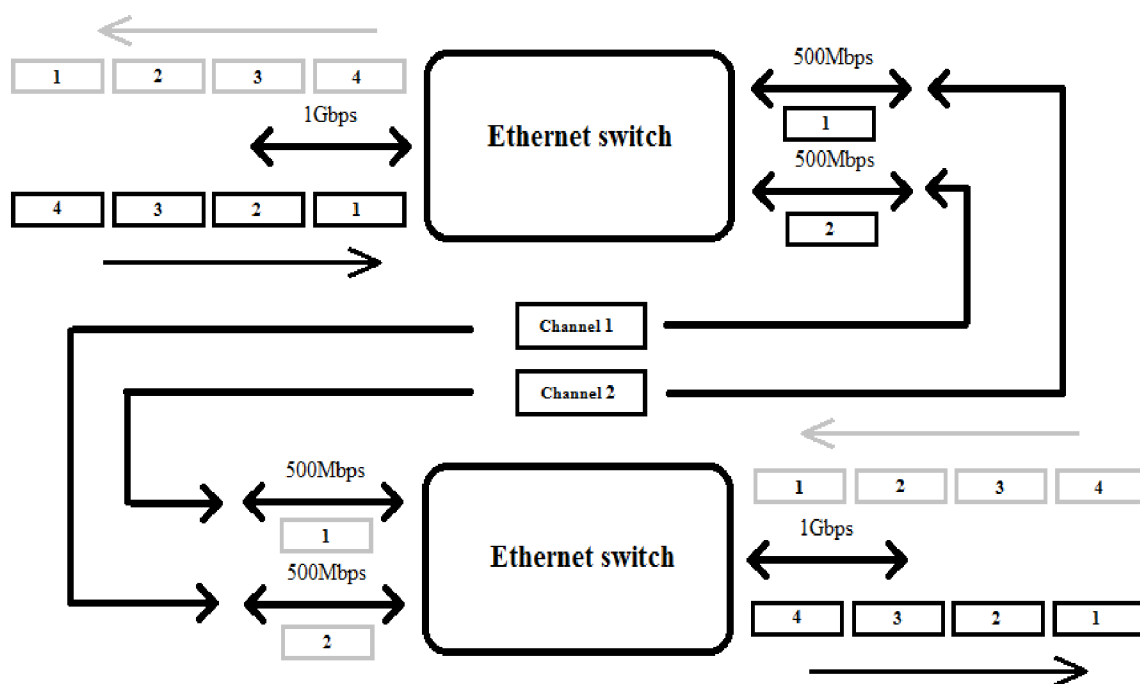 1 2 3 4
500Mbps
1Gbps
1
Ethernet switch
500Mbps
4 3 2 1
2
Channel 1
Channel 2
500Mbps
1 2 3 4
1
1Gbps
Ethernet switch
500Mbps
4 3 2 1
2